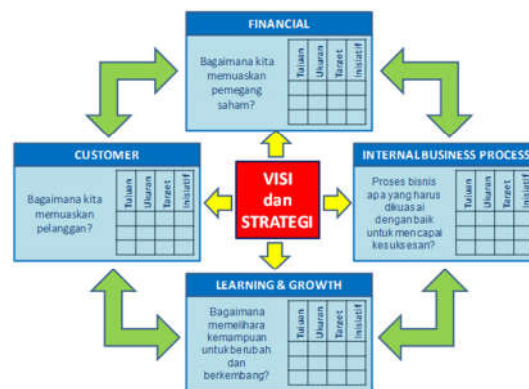 FINANCIAL
Bagaimana kita
memuaskan
pemegang
saham?
Tujuan
Ukuran
Target
Inisiatif
CUSTOMER
Bagaimana kita
memuaskan
pelanggan?
Tujuan
Ukuran
Target
Inisiatif
VISI
dan
STRATEGI
INTERNAL BUSINESS PROCESS
Proses bisnis
apa yang harus
dikuasai
dengan baik
untuk mencapai
kesuksesan?
Tujuan
Ukuran
Target
Inisiatif
LEARNING & GROWTH
Bagaimana
memelihara
kemampuan
untuk berubah
dan
berkembang?
Tujuan
Ukuran
Target
Inisiatif